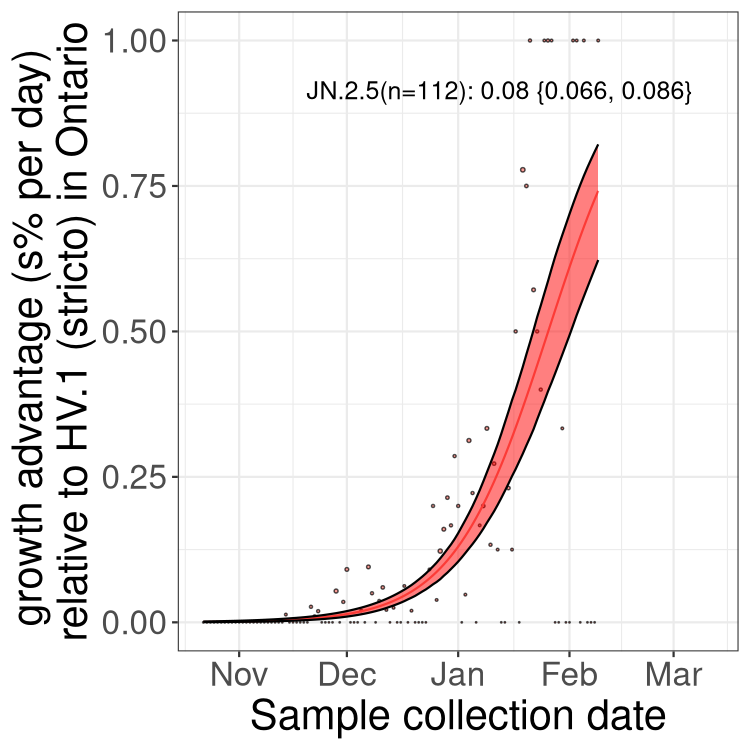 growth advantage (s% per day)
relative to HV.1 (stricto) in Ontario
1.00
JN.2.5(n=112): 0.08 {0.066, 0.086}
0.75
0.50
0.25
0.00
Nov Dec Jan Feb Mar
Sample collection date